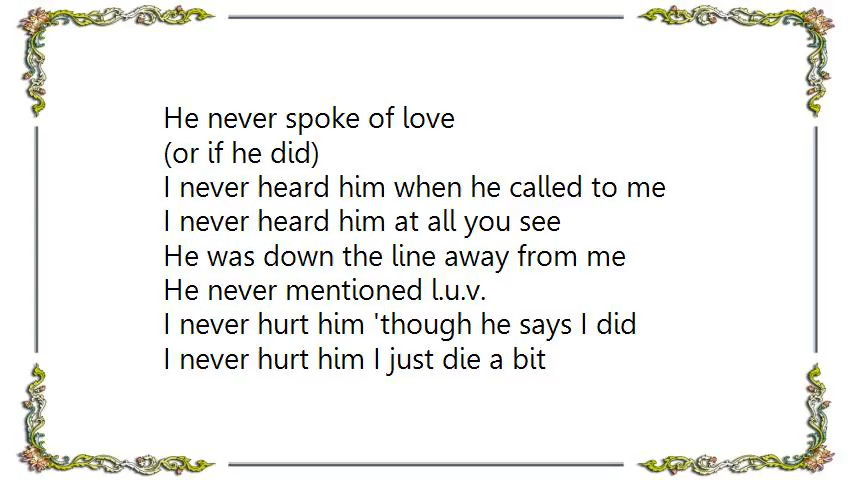 He never spoke of love
(or if he did)
I never heard him when he called to me
I never heard him at all you see
He was down the line away from me
He never mentioned l.u.v.
I never hurt him 'though he says I did
I never hurt him I just die a bit